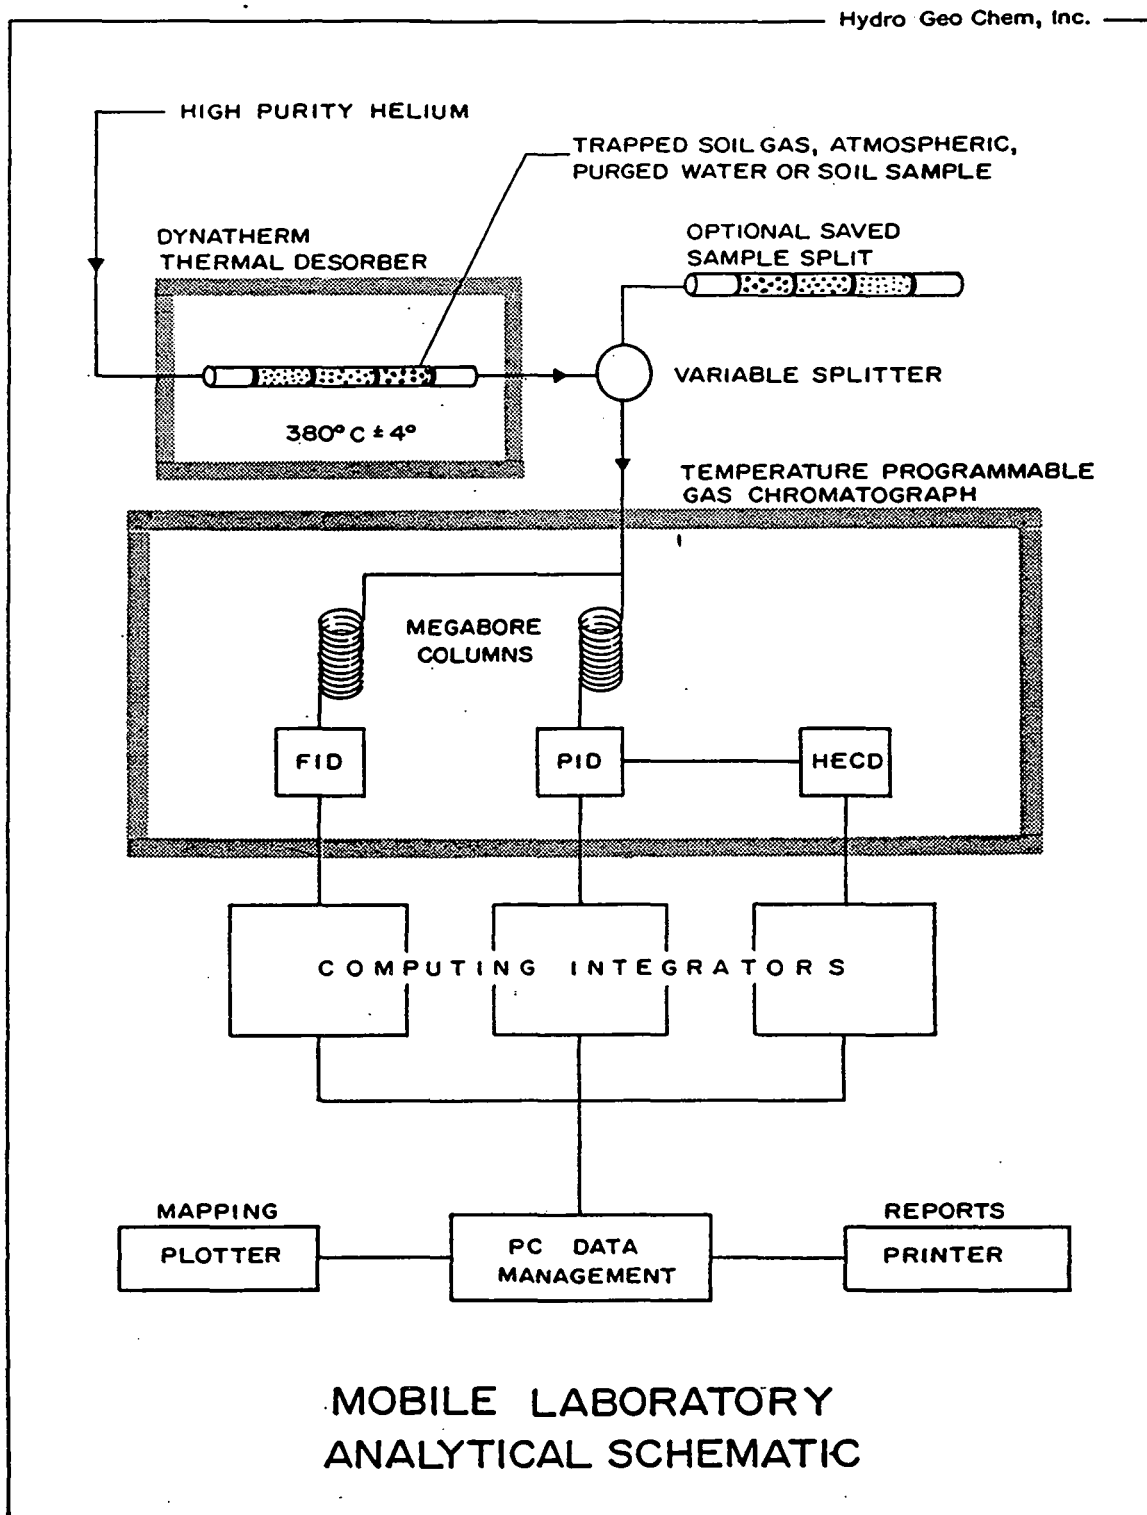 Hydro Geo Chem, Inc.
HIGH PURITY HELIUM
TRAPPED SOIL GAS, ATMOSPHERIC,
PURGED WATER OR SOIL SAMPLE
DYNATHERM
THERMAL DESORBER
OPTIONAL SAVED
SAMPLE SPLIT
VARIABLE SPLITTER
380° C ± 4°
TEMPERATURE PROGRAMMABLE
GAS CHROMATOGRAPH
MEGABORE
COLUMNS
FID
PID
HECD
COMPUTING INTEGRATORS
MAPPING
PLOTTER
PC DATA
MANAGEMENT
REPORTS
PRINTER
MOBILE LABORATORY
ANALYTICAL SCHEMATIC